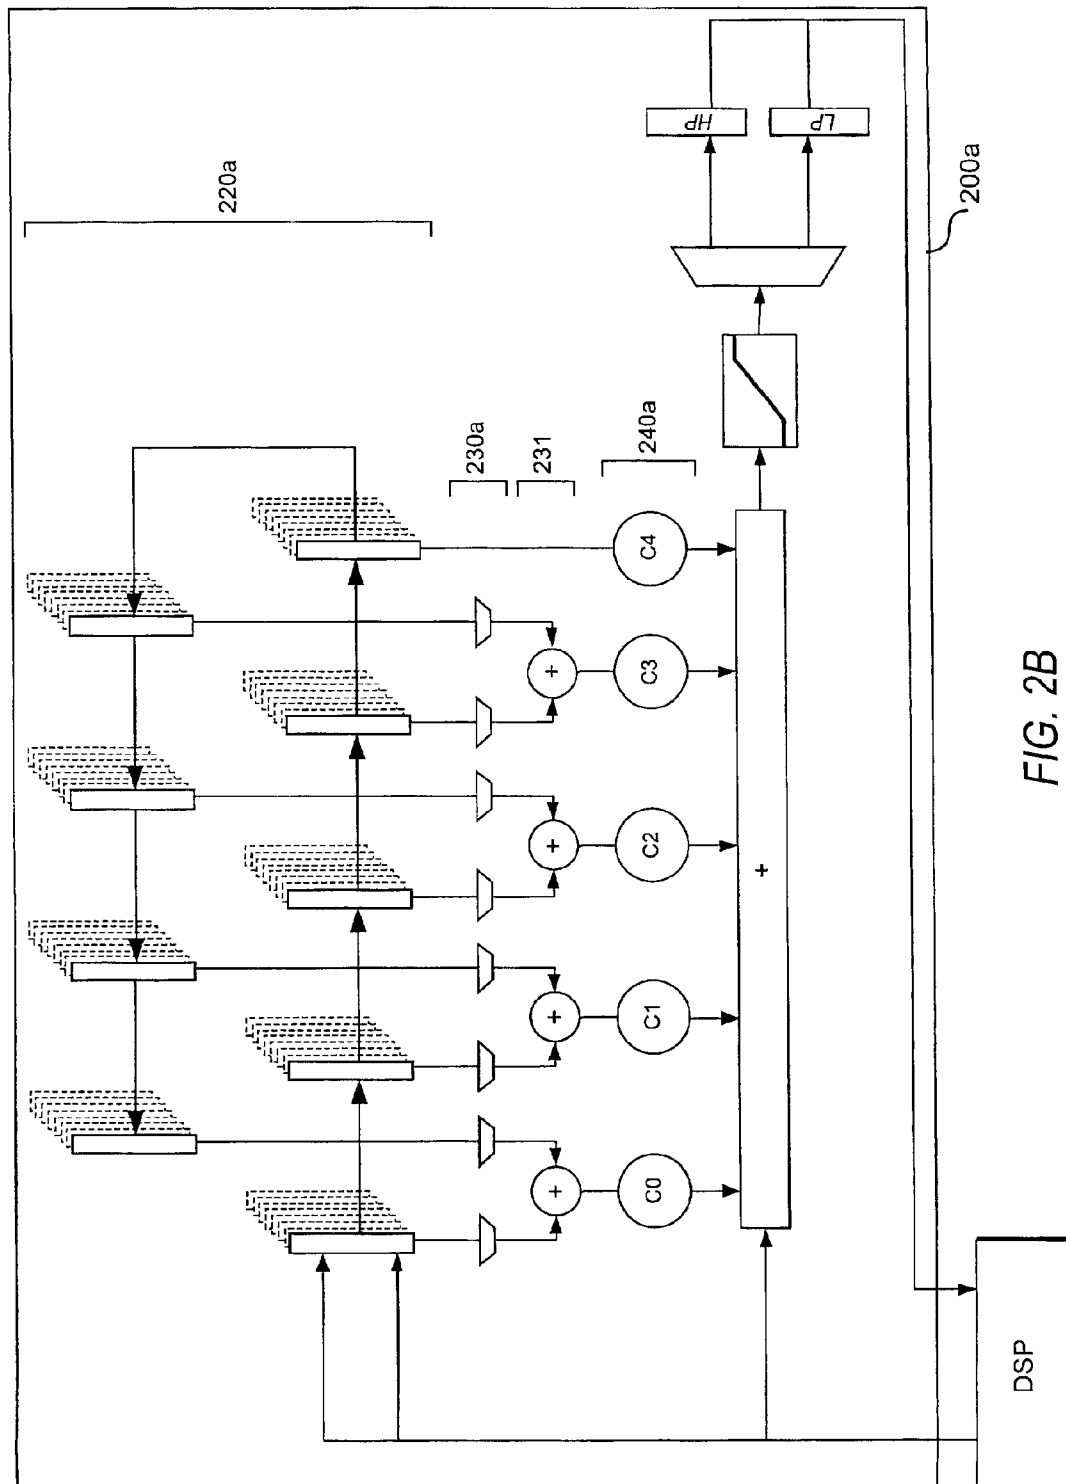 220a
HP
LP
200a
230a
231
240a
C4
+
C3
+
C2
+
+
C1
+
C0
DSP
FIG. 2B